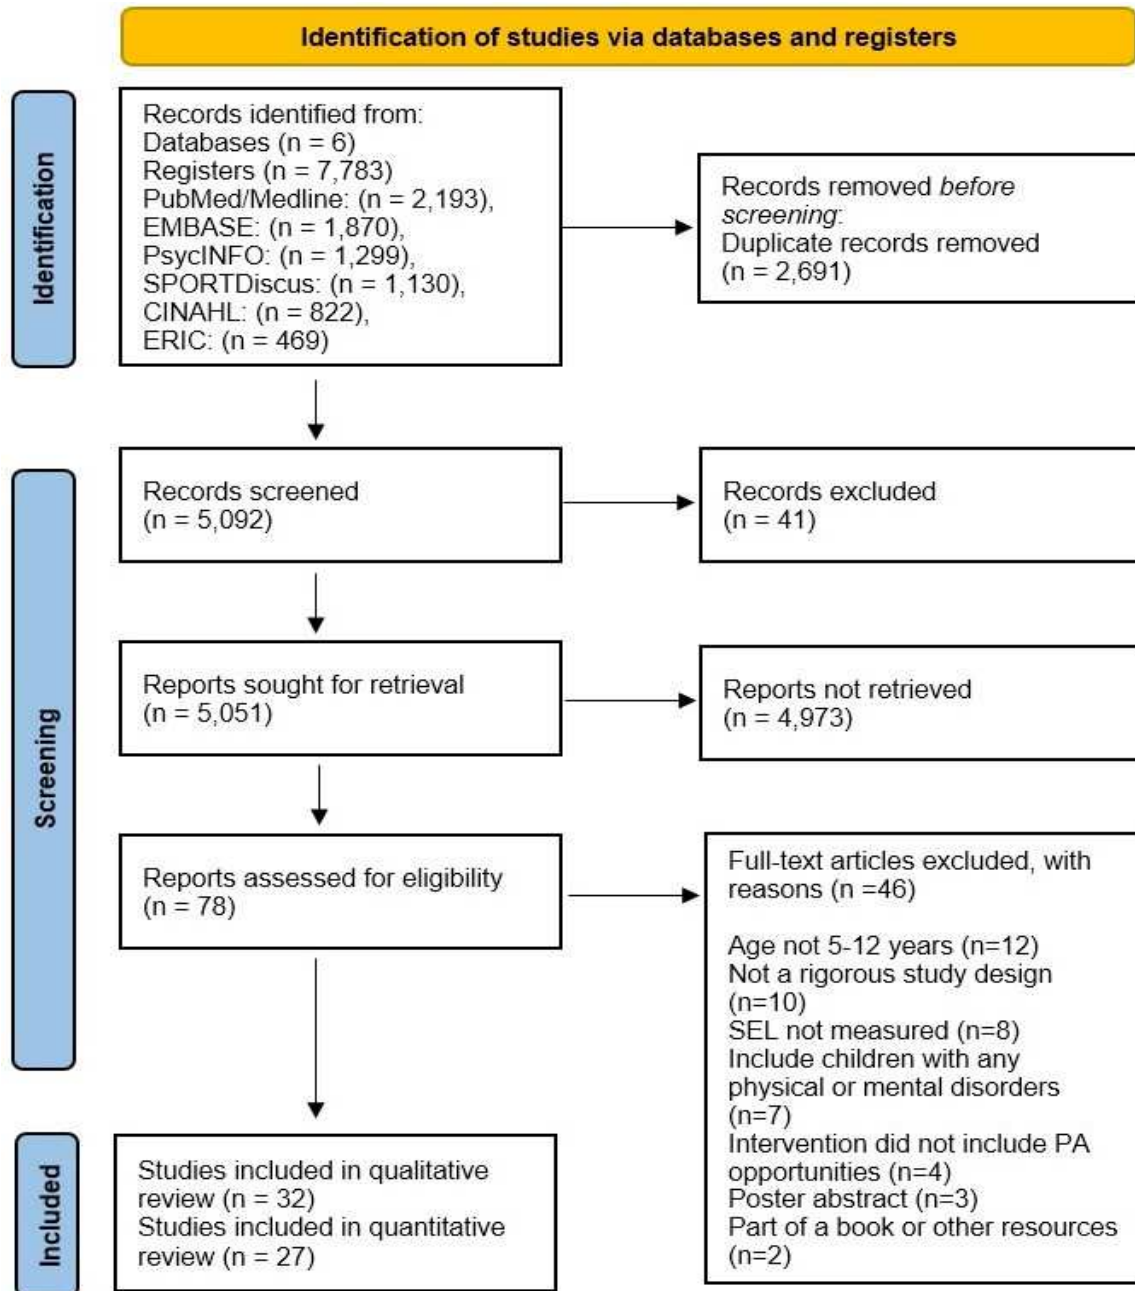 Identification of studies via databases and registers
Identification
Records identified from:
Databases (n = 6)
Registers (n = 7,783)
PubMed/Medline: (n = 2,193),
EMBASE: (n = 1,870),
PsycINFO: (n = 1,299),
SPORTDiscus: (n = 1,130),
CINAHL: (n = 822),
ERIC: (n = 469)
Records removed before
screening:
Duplicate records removed
(n = 2,691)
Screening
Records screened
(n = 5,092)
Records excluded
(n = 41)
Reports sought for retrieval
(n = 5,051)
Reports not retrieved
(n = 4,973)
Reports assessed for eligibility
(n = 78)
Full-text articles excluded, with
reasons (n =46)
Age not 5-12 years (n=12)
Not a rigorous study design
(n=10)
SEL not measured (n=8)
Include children with any
physical or mental disorders
(n=7)
Intervention did not include PA
opportunities (n=4)
Poster abstract (n=3)
Part of a book or other resources
(n=2)
Included
Studies included in qualitative
review (n = 32)
Studies included in quantitative
review (n = 27)